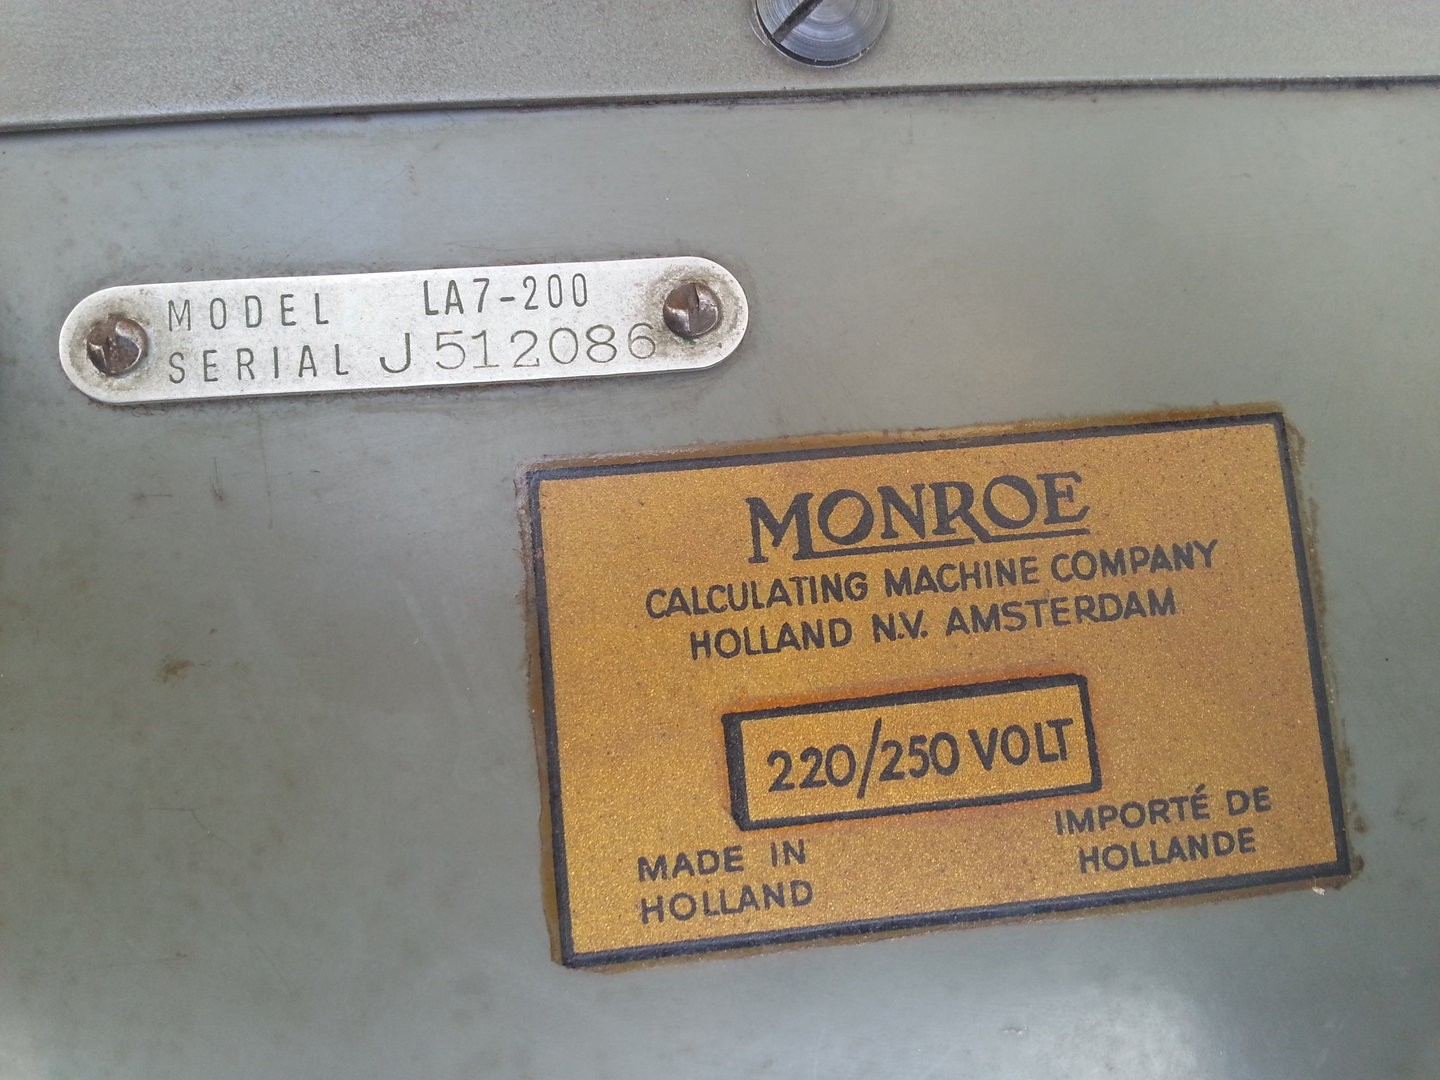 MODEL LA7-200
SERIAL J512086
MONROE
CALCULATING MACHINE COMPANY
HOLLAND N.V. AMSTERDAM
220/250 VOLT
MADE IN
HOLLAND
IMPORTÉ DE
HOLLANDE